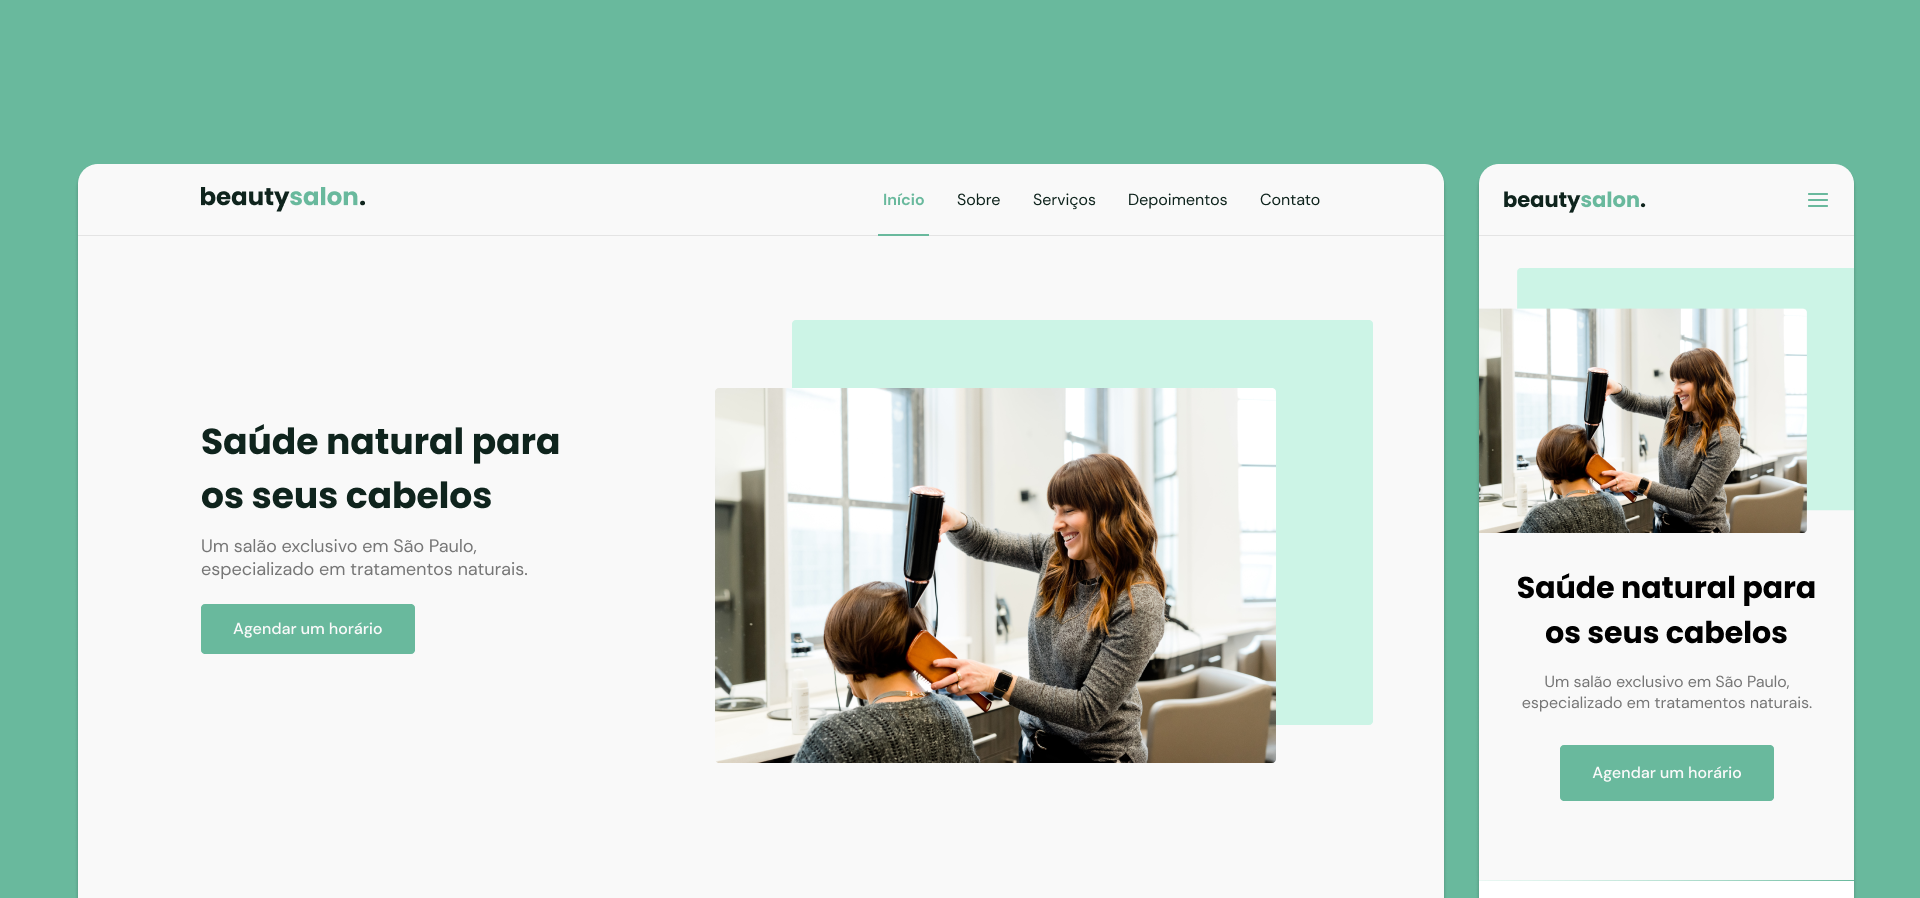 beautysalon.
Início Sobre Serviços Depoimentos Contato
Saúde natural para
os seus cabelos
Um salão exclusivo em São Paulo,
especializado em tratamentos naturais.
Agendar um horário
beautysalon.
Saúde natural para
os seus cabelos
Um salão exclusivo em São Paulo,
especializado em tratamentos naturais.
Agendar um horário